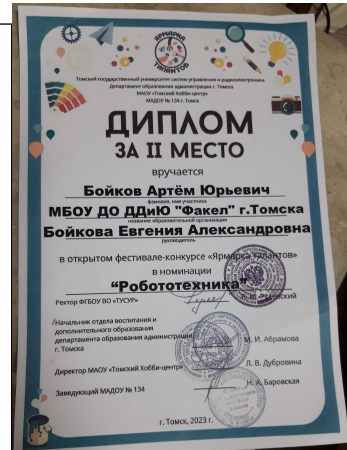 ЯРМАРКА
ТАЛАНТОВ
Томский государственный университет систем управления и радиоэлектроники
Департамент образования администрации г. Томска
МАОУ «Томский Хобби-центр»
МАДОУ № 134 г. Томск
ДИПЛОМ
ЗА II МЕСТО
вручается
Бойков Артём Юрьевич
фамилия, имя участника
МБОУ ДО ДДиЮ "Факел" г.Томска
название образовательной организации
Бойкова Евгения Александровна
руководитель
в открытом фестивале-конкурсе «Ярмарка талантов»
в номинации
“Робототехника”
Ректор ФГБОУ ВО «ТУСУР»
Начальник отдела воспитания и
дополнительного образования
департамента образования администрации
г. Томска
М. И. Абрамова
Директор МАОУ «Томский Хобби-центр»
Л. В. Дубровина
Заведующий МАДОУ № 134
Н. А. Баровская
г. Томск, 2023 г.